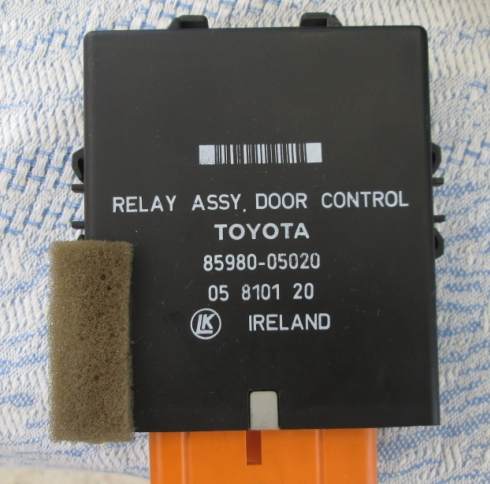 RELAY ASSY. DOOR CONTROL
TOYOTA
85980-05020
05 8101 20
LK IRELAND